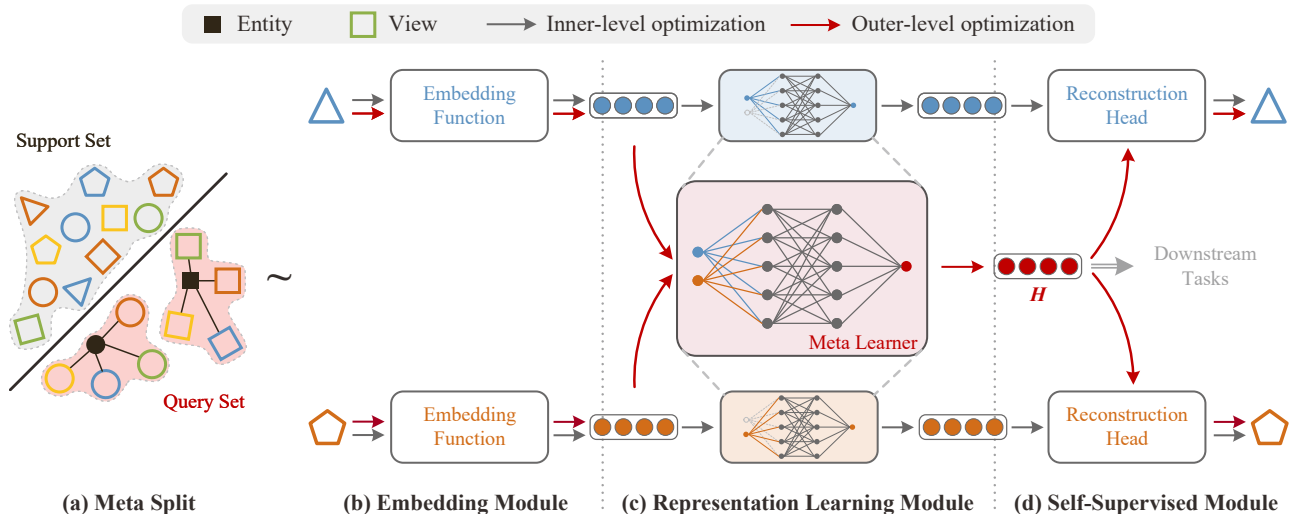 Entity View Inner-level optimization Outer-level optimization
Support Set
Query Set
Embedding
Function
Reconstruction
Head
Meta Learner
H
Downstream
Tasks
Embedding
Function
Reconstruction
Head
(a) Meta Split (b) Embedding Module (c) Representation Learning Module (d) Self-Supervised Module